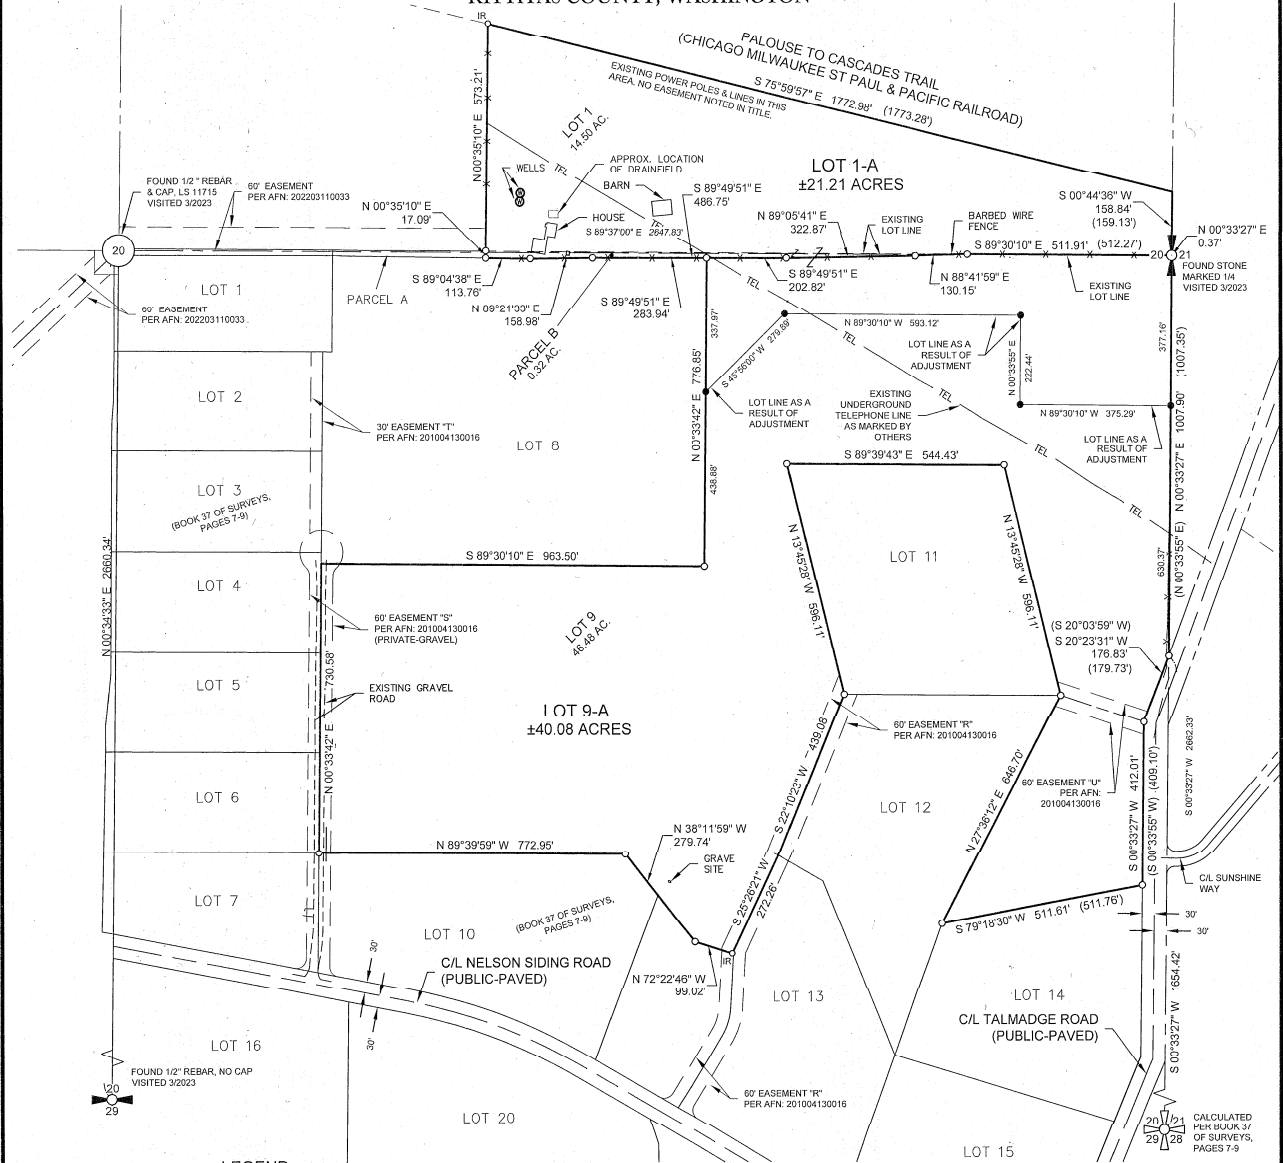 KITTITAS COUNTY, WASHINGTON
IR
PALOUSE TO CASCADES TRAIL
(CHICAGO MILWAUKEE ST PAUL & PACIFIC RAILROAD)
S 75°59'57" E 1772.98' (1773.28')
EXISTING POWER POLES & LINES IN THIS
AREA. NO EASEMENT NOTED IN TITLE.
N 00°35'10" E 573.21'
LOT 1
14.50 AC.
TEL
WELLS
APPROX. LOCATION
OF DRAINFIELD
BARN
HOUSE
S 89°37'00" E 2647.83'
TEL
LOT 1-A
±21.21 ACRES
FOUND 1/2" REBAR
& CAP, LS 11715
VISITED 3/2023
60' EASEMENT
PER AFN: 202203110033
N 00°35'10" E
17.09'
S 89°49'51" E
486.75'
N 89°05'41" E
322.87'
EXISTING
LOT LINE
BARBED WIRE
FENCE
S 00°44'36" W
158.84'
(159.13')
N 00°33'27" E
0.37'
S 89°30'10" E 511.91' (512.27')
20
20
21
FOUND STONE
MARKED 1/4
VISITED 3/2023
LOT 1
PARCEL A
S 89°04'38" E
113.76'
N 09°21'33" E
158.98'
S 89°49'51" E
283.94'
S 89°49'51" E
202.82'
N 88°41'59" E
130.15'
EXISTING
LOT LINE
60' EASEMENT
PER AFN: 202203110033
PARCEL B
0.32 AC.
TEL
337.97'
S 45°56'00" W 279.89'
N 89°30'10" W 593.12'
TEL
LOT LINE AS A
RESULT OF
ADJUSTMENT
N 00°33'55" E
222.44'
377.16'
(1007.35')
LOT 2
30' EASEMENT "T"
PER AFN: 201004130016
LOT 8
N 00°33'42" E 776.85'
LOT LINE AS A
RESULT OF
ADJUSTMENT
EXISTING
UNDERGROUND
TELEPHONE LINE
AS MARKED BY
OTHERS
TEL
N 89°30'10" W 375.29'
LOT LINE AS A
RESULT OF
ADJUSTMENT
TEL
S 89°39'43" E 544.43'
438.88'
LOT 3
(BOOK 37 OF SURVEYS,
PAGES 7-9)
TEL
N 00°33'27" E 1007.90'
(N 00°33'55" E)
630.37'
N 00°34'33" E 2660.34'
S 89°30'10" E 963.50'
N 13°45'28" W 596.11'
LOT 11
N 13°45'28" W 596.11'
LOT 4
60' EASEMENT "S"
PER AFN: 201004130016
(PRIVATE-GRAVEL)
LOT 9
46.48 AC.
(S 20°03'59" W)
S 20°23'31" W
176.83'
(179.73')
LOT 5
N 00°33'42" E 730.58'
EXISTING GRAVEL
ROAD
LOT 9-A
±40.08 ACRES
60' EASEMENT "R"
PER AFN: 201004130016
S 22°10'23" W 439.08
S 00°33'27" W 2662.33'
60' EASEMENT "U"
PER AFN:
201004130016
LOT 6
LOT 12
N 27°36'12" E 646.70'
S 00°33'27" W 412.01'
(S 00°33'55" W) (409.10')
N 38°11'59" W
279.74'
N 89°39'59" W 772.95'
GRAVE
SITE
S 25°26'21" W
272.26'
C/L SUNSHINE
WAY
LOT 7
(BOOK 37 OF SURVEYS,
PAGES 7-9)
LOT 10
S 79°18'30" W 511.61' (511.76')
30'
30'
30'
C/L NELSON SIDING ROAD
(PUBLIC-PAVED)
IR
N 72°22'46" W
99.02'
LOT 13
LOT 14
C/L TALMADGE ROAD
(PUBLIC-PAVED)
S 00°33'27" W 654.42'
30'
LOT 16
FOUND 1/2" REBAR, NO CAP
VISITED 3/2023
20
29
60' EASEMENT "R"
PER AFN: 201004130016
LOT 20
LOT 15
20
21
29
28
CALCULATED
PER BOOK 37
OF SURVEYS,
PAGES 7-9
LEGEND